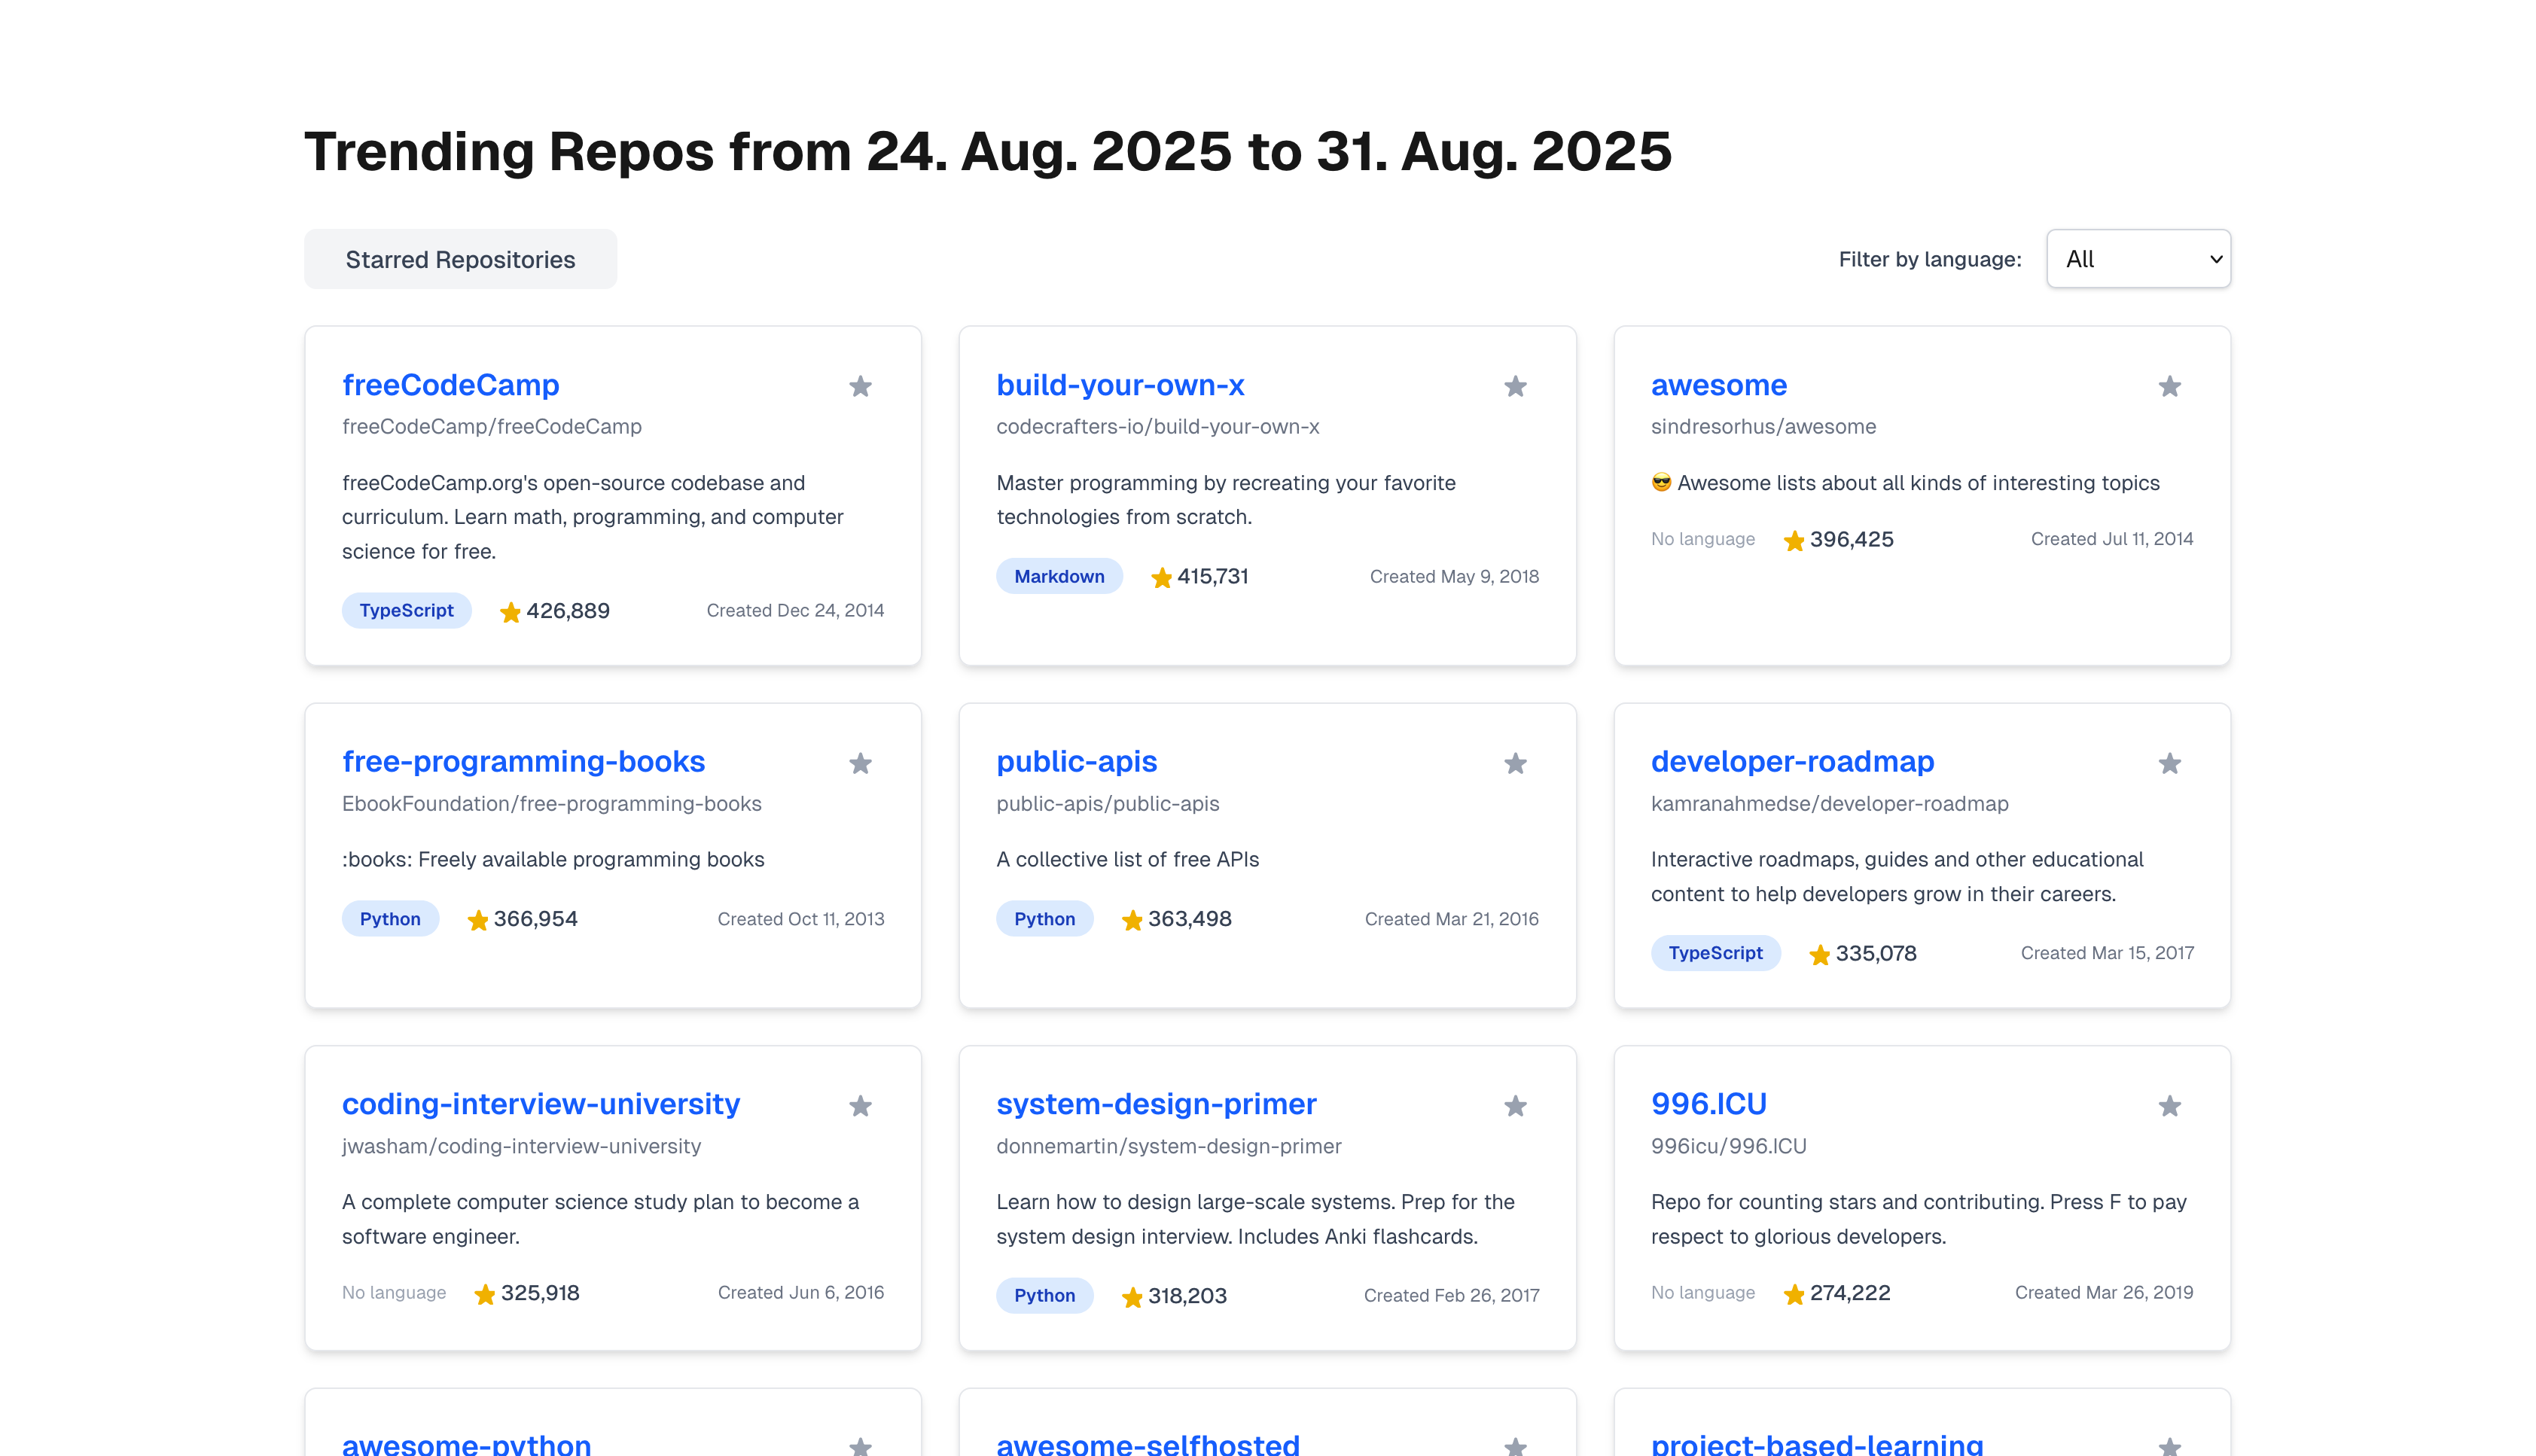 Trending Repos from 24. Aug. 2025 to 31. Aug. 2025
Starred Repositories
Filter by language:
All
freeCodeCamp
freeCodeCamp/freeCodeCamp
freeCodeCamp.org's open-source codebase and
curriculum. Learn math, programming, and computer
science for free.
TypeScript
426,889
Created Dec 24, 2014
build-your-own-x
codecrafters-io/build-your-own-x
Master programming by recreating your favorite
technologies from scratch.
Markdown
415,731
Created May 9, 2018
awesome
sindresorhus/awesome
😎 Awesome lists about all kinds of interesting topics
No language
396,425
Created Jul 11, 2014
free-programming-books
EbookFoundation/free-programming-books
:books: Freely available programming books
Python
366,954
Created Oct 11, 2013
public-apis
public-apis/public-apis
A collective list of free APIs
Python
363,498
Created Mar 21, 2016
developer-roadmap
kamranahmedse/developer-roadmap
Interactive roadmaps, guides and other educational
content to help developers grow in their careers.
TypeScript
335,078
Created Mar 15, 2017
coding-interview-university
jwasham/coding-interview-university
A complete computer science study plan to become a
software engineer.
No language
325,918
Created Jun 6, 2016
system-design-primer
donnemartin/system-design-primer
Learn how to design large-scale systems. Prep for the
system design interview. Includes Anki flashcards.
Python
318,203
Created Feb 26, 2017
996.ICU
996icu/996.ICU
Repo for counting stars and contributing. Press F to pay
respect to glorious developers.
No language
274,222
Created Mar 26, 2019
awesome-python
awesome-selfhosted
project-based-learning